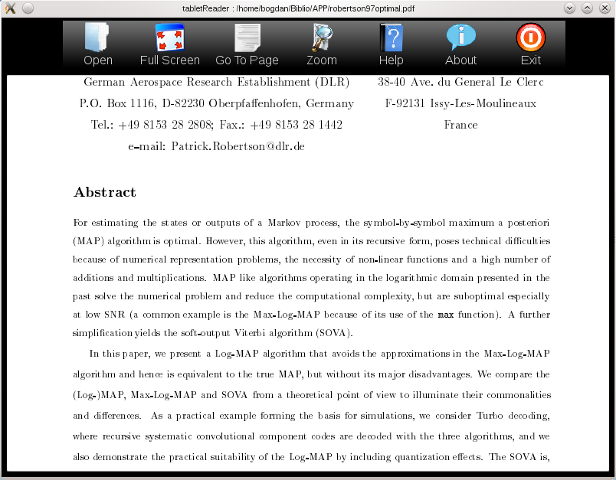 tabletReader : /home/bogdan/Biblio/APP/robertson97optimal.pdf
Open Full Screen Go To Page Zoom Help About Exit
German Aerospace Research Establishment (DLR) 38-40 Ave. du General Le Clerc
P.O. Box 1116, D-82230 Oberpfaffenhofen, Germany F-92131 Issy-Les-Moulineaux
Tel.: +49 8153 28 2808; Fax.: +49 8153 28 1442 France
e-mail: Patrick.Robertson@dlr.de
Abstract
For estimating the states or outputs of a Markov process, the symbol-by-symbol maximum a posteriori
(MAP) algorithm is optimal. However, this algorithm, even in its recursive form, poses technical difficulties
because of numerical representation problems, the necessity of non-linear functions and a high number of
additions and multiplications. MAP like algorithms operating in the logarithmic domain presented in the
past solve the numerical problem and reduce the computational complexity, but are suboptimal especially
at low SNR (a common example is the Max-Log-MAP because of its use of the max function). A further
simplification yields the soft-output Viterbi algorithm (SOVA).
In this paper, we present a Log-MAP algorithm that avoids the approximations in the Max-Log-MAP
algorithm and hence is equivalent to the true MAP, but without its major disadvantages. We compare the
(Log-)MAP, Max-Log-MAP and SOVA from a theoretical point of view to illuminate their commonalities
and differences. As a practical example forming the basis for simulations, we consider Turbo decoding,
where recursive systematic convolutional component codes are decoded with the three algorithms, and we
also demonstrate the practical suitability of the Log-MAP by including quantization effects. The SOVA is,